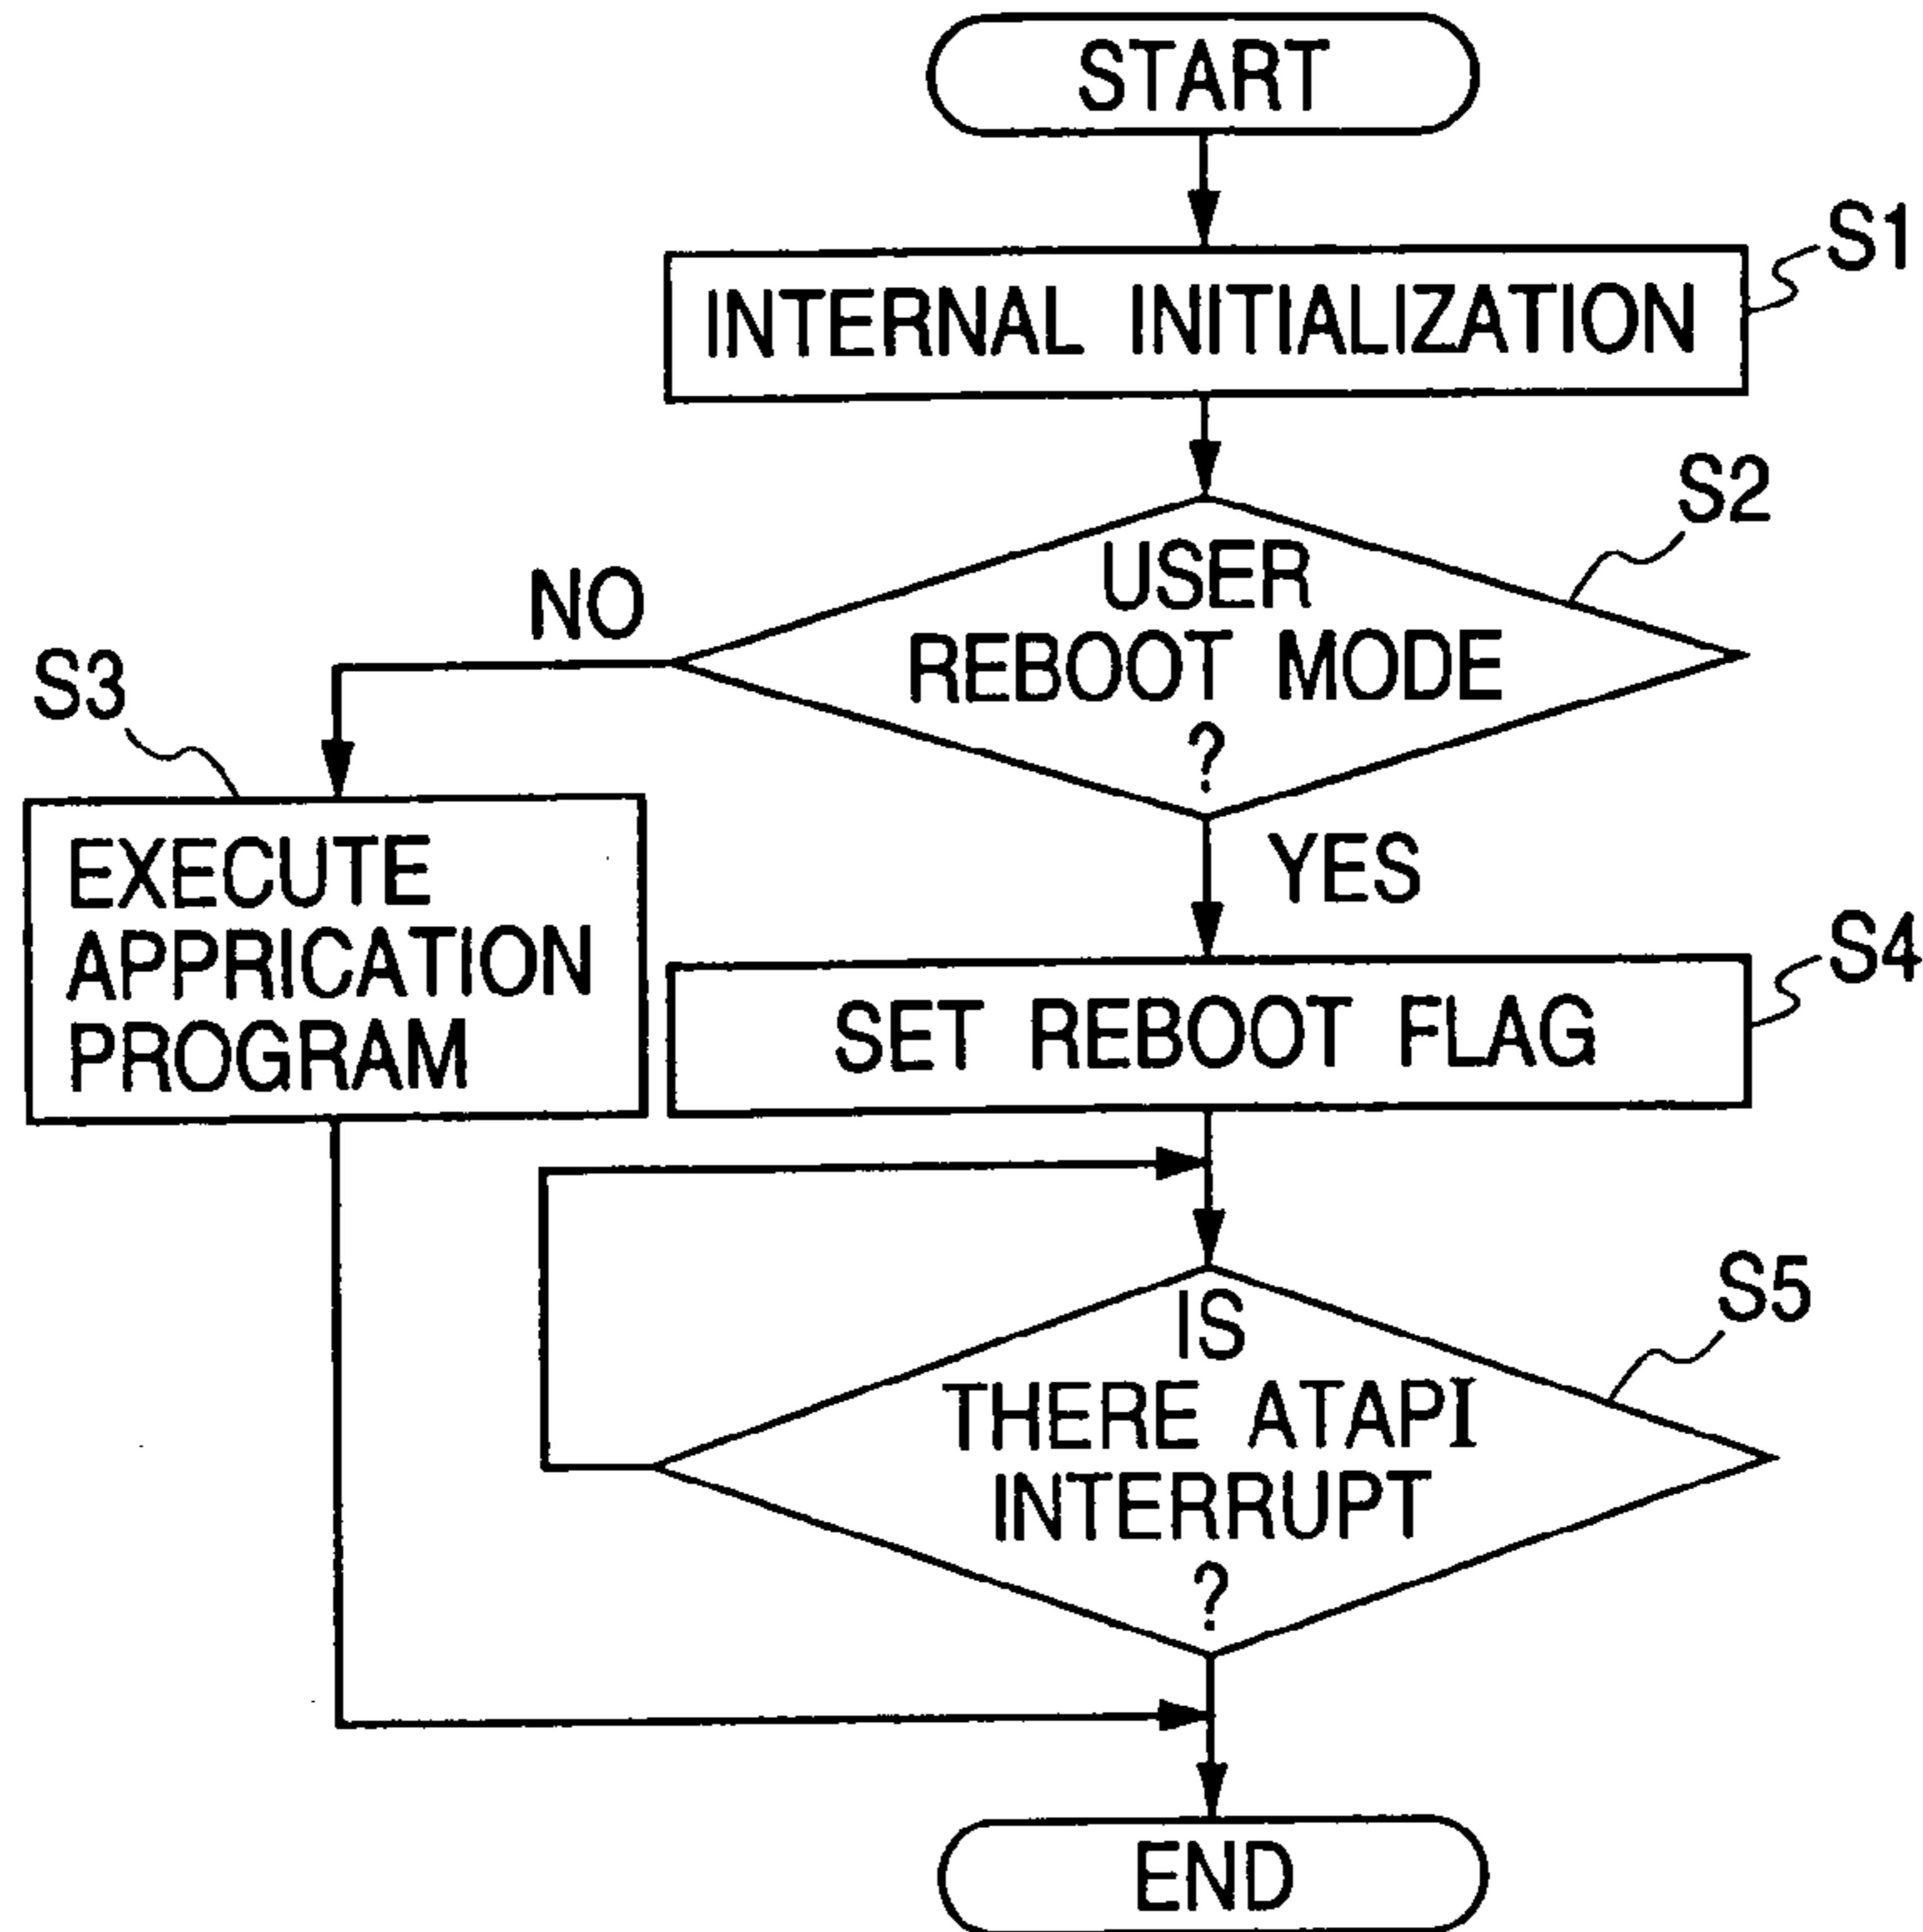 START
INTERNAL INITIALIZATION
S1
USER
REBOOT MODE
?
S2
NO
YES
S3
EXECUTE
APPRICATION
PROGRAM
SET REBOOT FLAG
S4
IS
THERE ATAPI
INTERRUPT
?
S5
END